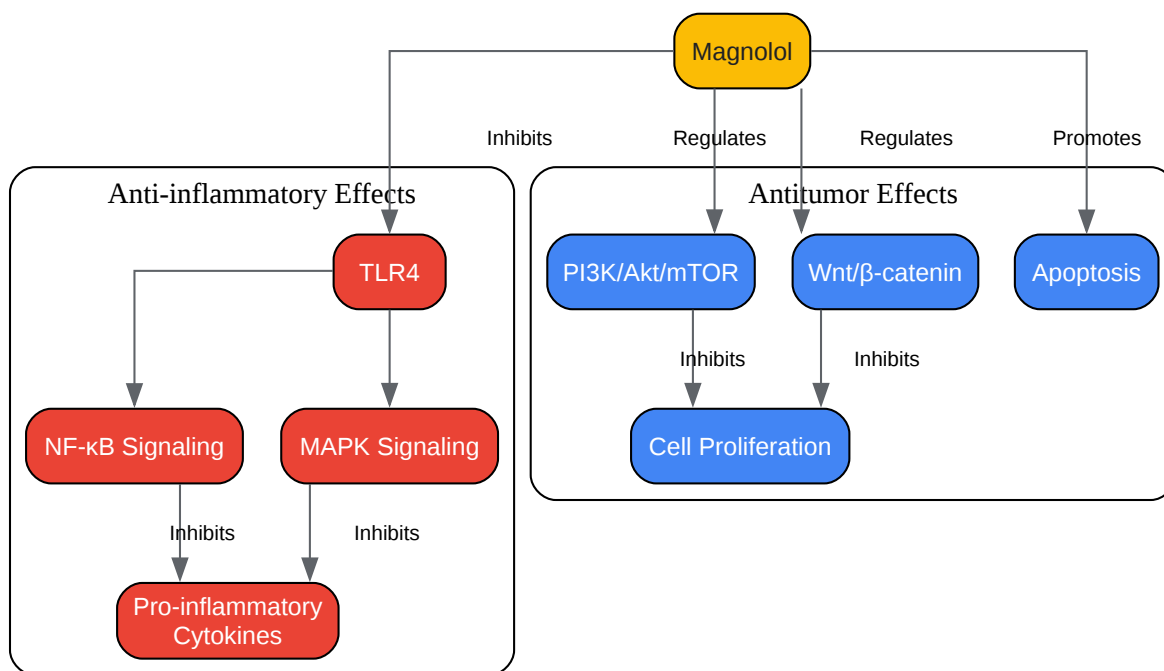 Magnolol
Inhibits
Regulates
Regulates
Promotes
Anti-inflammatory Effects
Antitumor Effects
TLR4
PI3K/Akt/mTOR
Wnt/β-catenin
Apoptosis
Inhibits
Inhibits
NF-κB Signaling
MAPK Signaling
Cell Proliferation
Inhibits
Inhibits
Pro-inflammatory
Cytokines